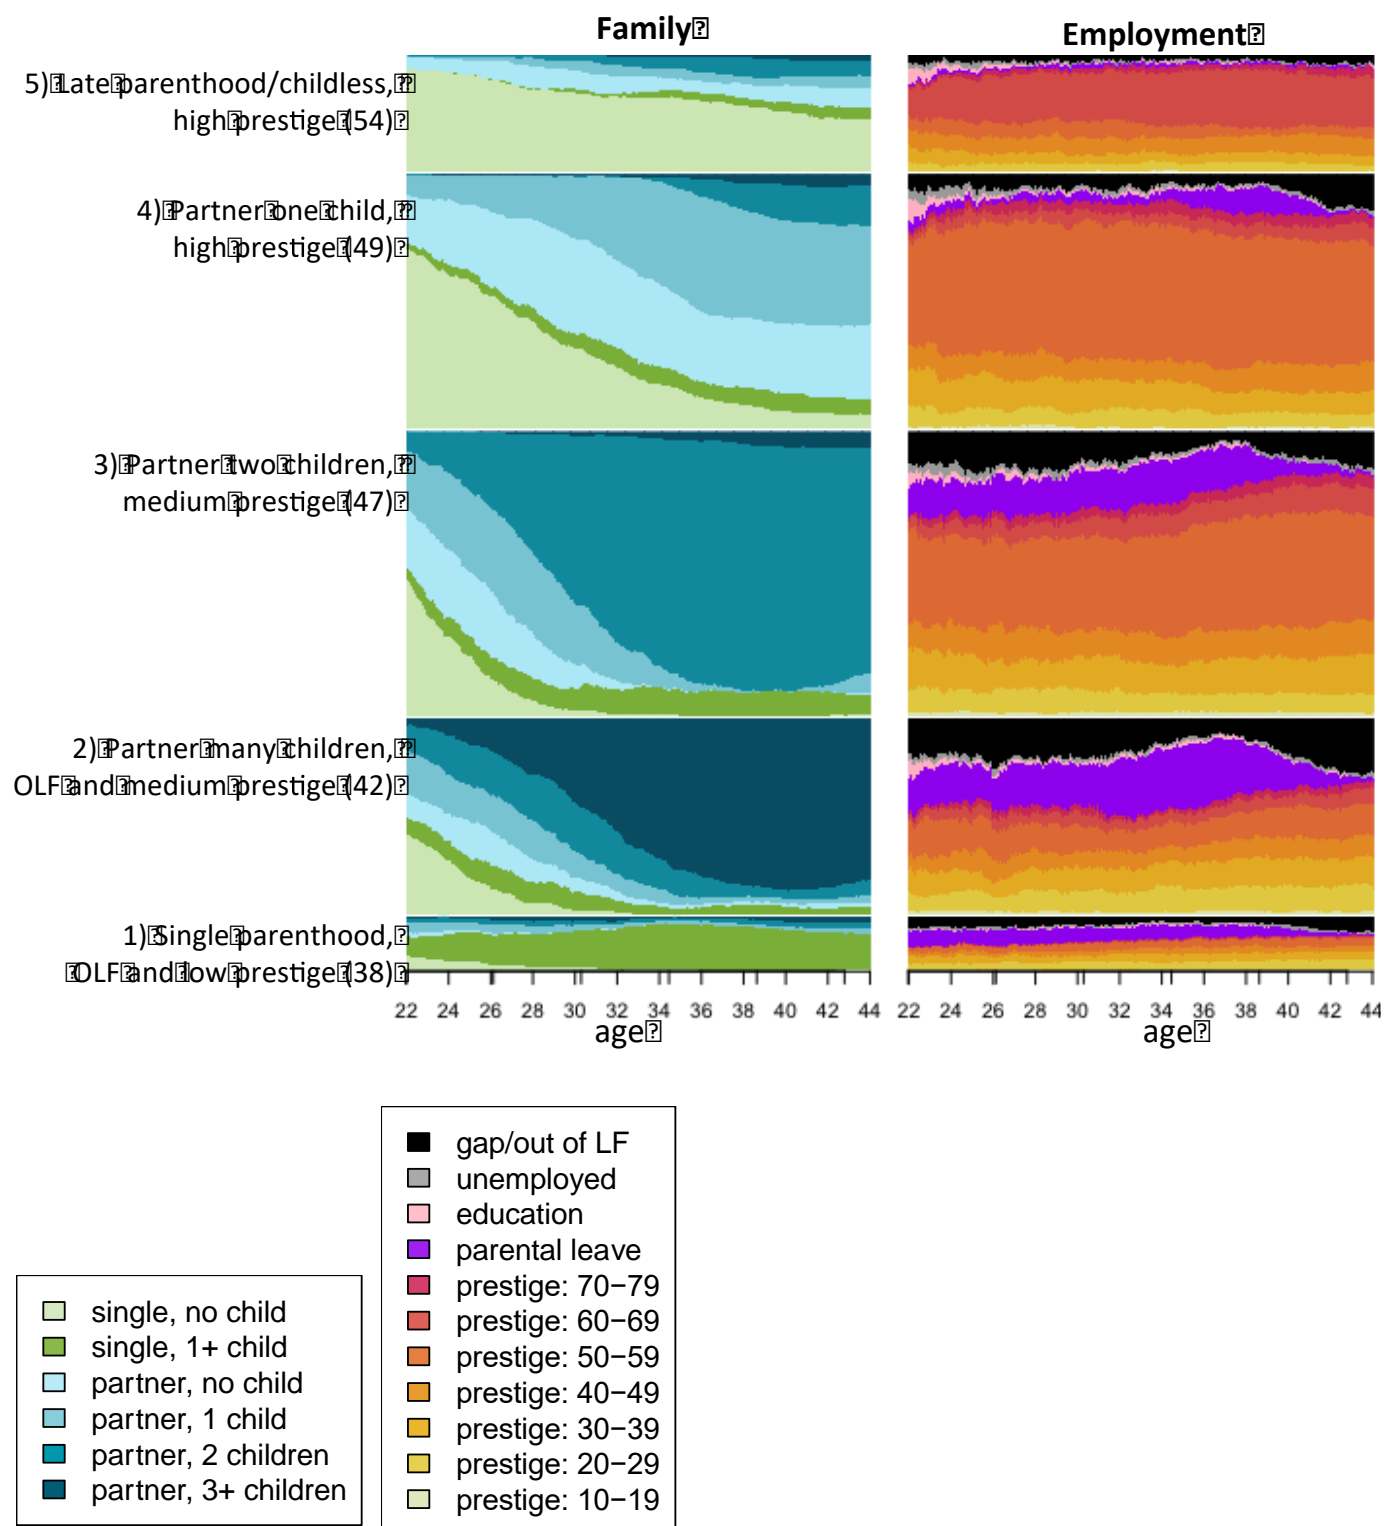 Family
Employment
5) Late parenthood/childless,
high prestige (54)
4) Partner one child,
high prestige (49)
3) Partner two children,
medium prestige (47)
2) Partner many children,
OLF and medium prestige (42)
1) Single parenthood,
OLF and low prestige (38)
22 24 26 28 30 32 34 36 38 40 42 44
age
22 24 26 28 30 32 34 36 38 40 42 44
age
gap/out of LF
unemployed
education
parental leave
prestige: 70−79
prestige: 60−69
prestige: 50−59
prestige: 40−49
prestige: 30−39
prestige: 20−29
prestige: 10−19
single, no child
single, 1+ child
partner, no child
partner, 1 child
partner, 2 children
partner, 3+ children